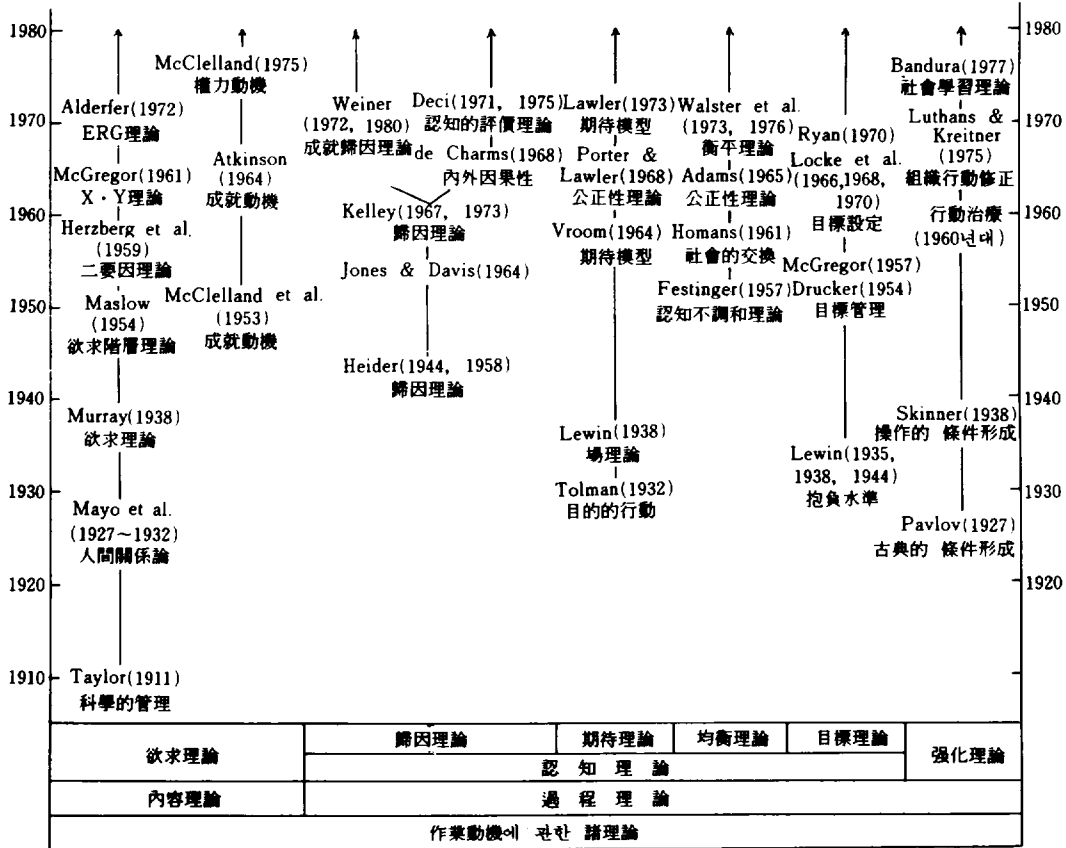 1980
1970
1960
1950
1940
1930
1920
1910
Alderfer(1972)
ERG理論
McGregor(1961)
X·Y理論
Herzberg et al.
(1959)
二要因理論
Maslow
(1954)
欲求階層理論
Murray(1938)
欲求理論
Mayo et al.
(1927~1932)
人間關係論
Taylor(1911)
科學的管理
McClelland(1975)
權力動機
Atkinson
(1964)
成就動機
McClelland et al.
(1953)
成就動機
Weiner
(1972, 1980)
成就歸因理論
Deci(1971, 1975)
認知的評價理論
de Charms(1968)
內外因果性
Kelley(1967, 1973)
歸因理論
Jones & Davis(1964)
Heider(1944, 1958)
歸因理論
Lawler(1973)
期待模型
Porter &
Lawler(1968)
公正性理論
Vroom(1964)
期待模型
Lewin(1938)
場理論
Tolman(1932)
目的的行動
Walster et al.
(1973, 1976)
衡平理論
Adams(1965)
公正性理論
Homans(1961)
社會的交換
Festinger(1957)
認知不調和理論
Ryan(1970)
Locke et al.
(1966,1968,
1970)
目標設定
McGregor(1957)
Drucker(1954)
目標管理
Lewin(1935,
1938, 1944)
抱負水準
Bandura(1977)
社會學習理論
Luthans &
Kreitner
(1975)
組織行動修正
行動治療
(1960년대)
Skinner(1938)
操作的 條件形成
Pavlov(1927)
古典的 條件形成
1980
1970
1960
1950
1940
1930
1920
欲求理論
歸因理論
期待理論
均衡理論
目標理論
强化理論
認知理論
內容理論
過程理論
作業動機에 관한 諸理論